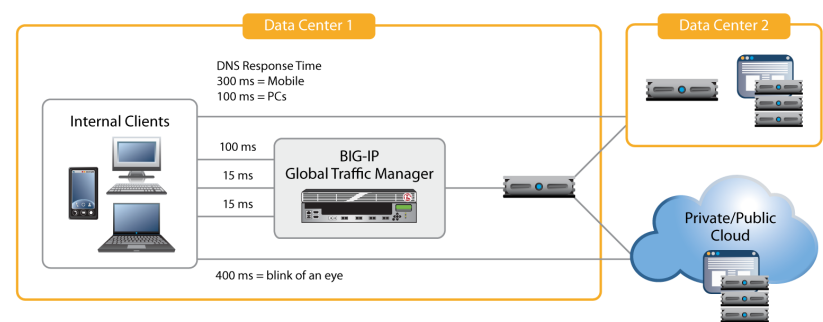 Data Center 1
Data Center 2
DNS Response Time
300 ms = Mobile
100 ms = PCs
Internal Clients
100 ms
15 ms
15 ms
BIG-IP
Global Traffic Manager
Private/Public
Cloud
400 ms = blink of an eye